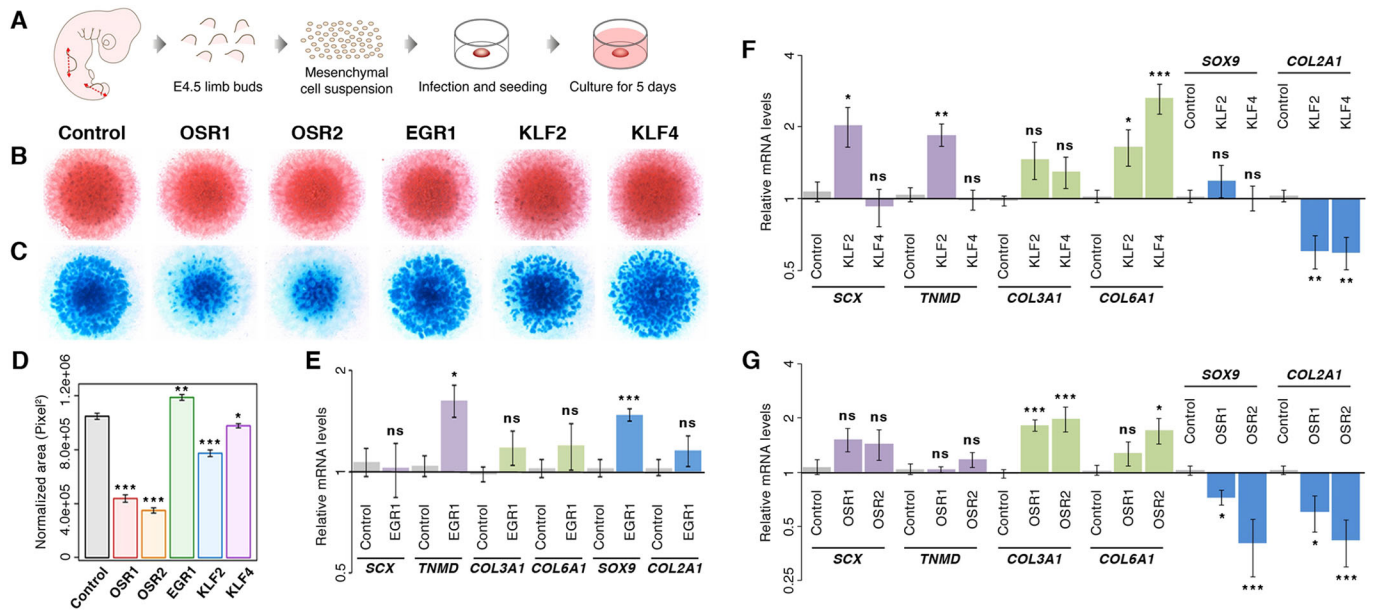 A
E4.5 limb buds
Mesenchymal
cell suspension
Infection and seeding
Culture for 5 days
Control OSR1 OSR2 EGR1 KLF2 KLF4
B
C
D
Normalized area (Pixel²)
1.2e+06
8.0e+05
4.0e+05
0
***
***
**
***
*
Control
OSR1
OSR2
EGR1
KLF2
KLF4
E
Relative mRNA levels
2
1
0.5
ns
*
ns
ns
***
ns
Control
EGR1
Control
EGR1
Control
EGR1
Control
EGR1
Control
EGR1
Control
EGR1
SCX TNMD COL3A1 COL6A1 SOX9 COL2A1
F
Relative mRNA levels
4
2
1
0.5
*
ns
**
ns
ns
ns
*
***
ns
ns
**
**
SOX9 COL2A1
Control
KLF2
KLF4
Control
KLF2
KLF4
Control
KLF2
KLF4
Control
KLF2
KLF4
Control
KLF2
KLF4
Control
KLF2
KLF4
SCX TNMD COL3A1 COL6A1
G
Relative mRNA levels
4
2
1
0.5
0.25
ns
ns
ns
ns
***
***
ns
*
*
***
*
***
SOX9 COL2A1
Control
OSR1
OSR2
Control
OSR1
OSR2
Control
OSR1
OSR2
Control
OSR1
OSR2
Control
OSR1
OSR2
Control
OSR1
OSR2
SCX TNMD COL3A1 COL6A1